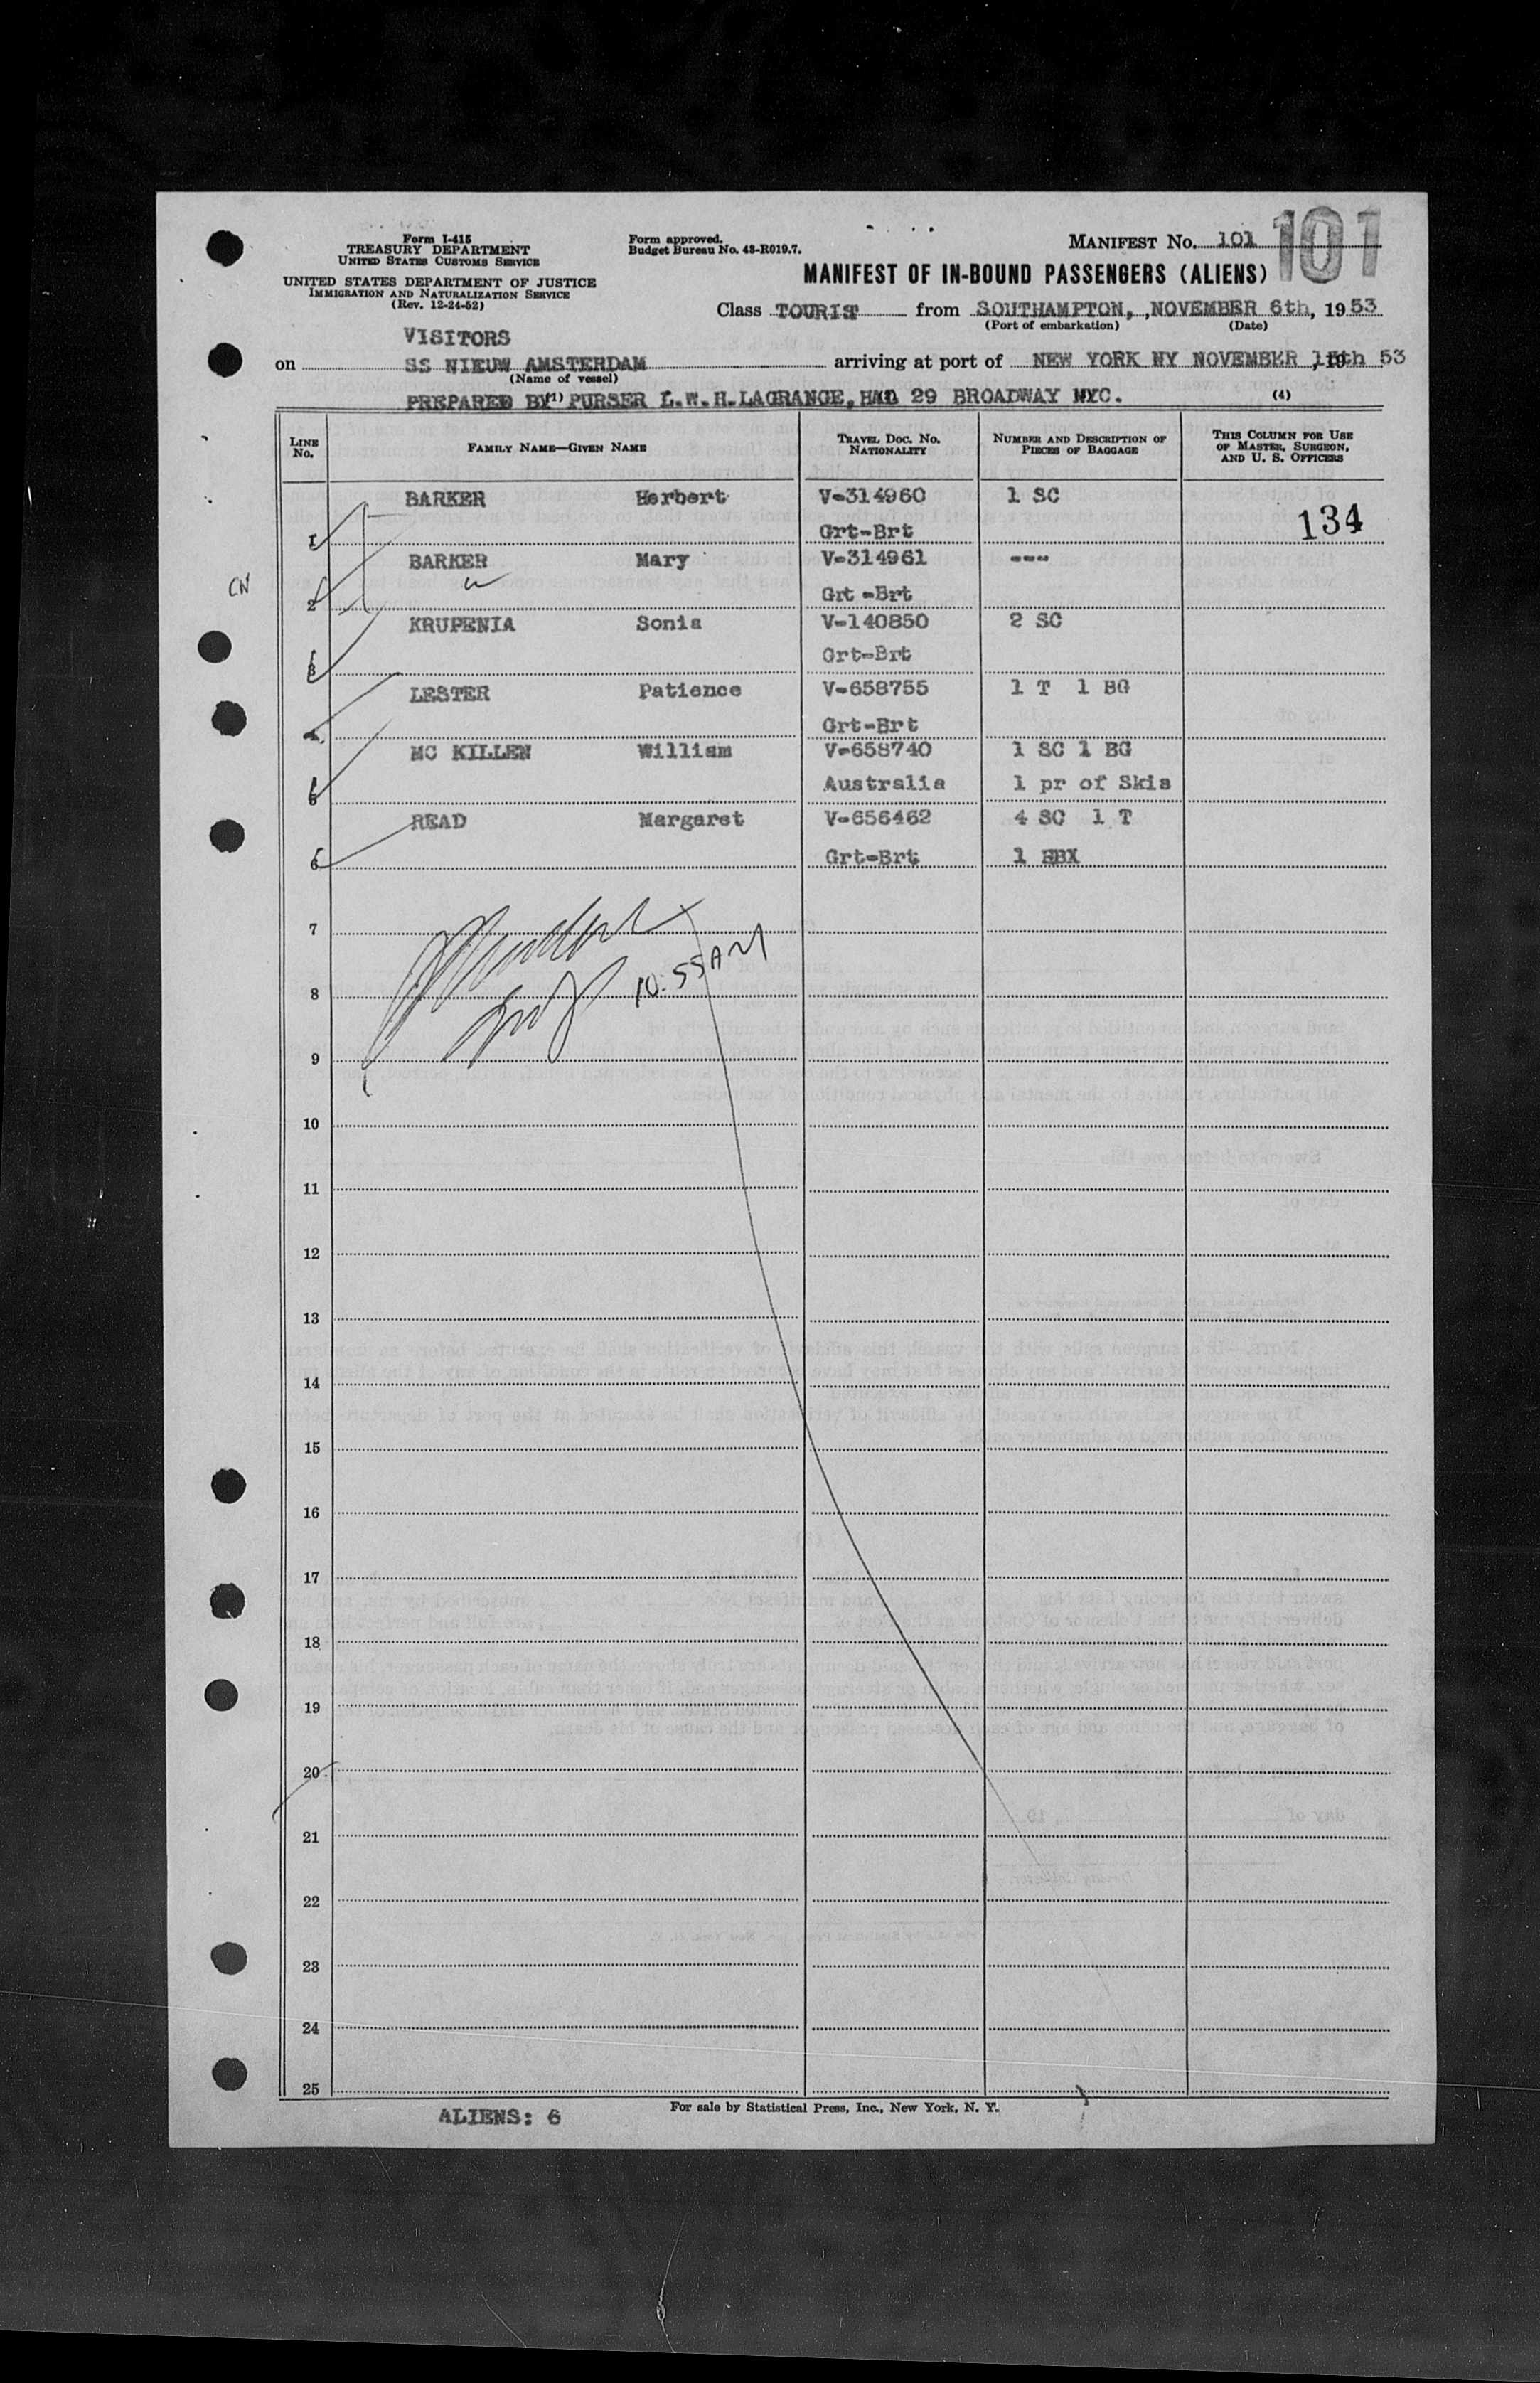 Form I-415
TREASURY DEPARTMENT
UNITED STATES CUSTOMS SERVICE
UNITED STATES DEPARTMENT OF JUSTICE
IMMIGRATION AND NATURALIZATION SERVICE
(Rev. 12-24-52)
Form approved.
Budget Bureau No. 43-R019.7.
MANIFEST No. 101
101
MANIFEST OF IN-BOUND PASSENGERS (ALIENS)
Class TOURIST from SOUTHAMPTON, ,NOVEMBER 6th, 1953
(Port of embarkation) (Date)
VISITORS
on SS NIEUW AMSTERDAM arriving at port of NEW YORK NY NOVEMBER 53
(Name of vessel)
PREPARED BY PURSER L.W.H.LAGRANGE, HAL 29 BROADWAY NYC.
(1) (4)
LINE No. FAMILY NAME—GIVEN NAME TRAVEL DOC. NO. NATIONALITY NUMBER AND DESCRIPTION OF PIECES OF BAGGAGE THIS COLUMN FOR USE OF MASTER, SURGEON, AND U. S. OFFICERS
BARKER Herbert V-314960 1 SC
1 Grt-Brt 134
BARKER Mary V-314961 ---
CW 2 Grt -Brt
KRUPENIA Sonia V-140850 2 SC
3 Grt-Brt
LESTER Patience V-658755 1 T 1 BG
4 Grt-Brt
MC KILLEN William V-658740 1 SC 1 BG
5 Australia 1 pr of Skis
READ Margaret V-656462 4 SC 1 T
6 Grt-Brt 1 HBX
7
10:55AM
8
9
10
11
12
13
14
15
16
17
18
19
20
21
22
23
24
25
ALIENS: 6
For sale by Statistical Press, Inc., New York, N. Y.